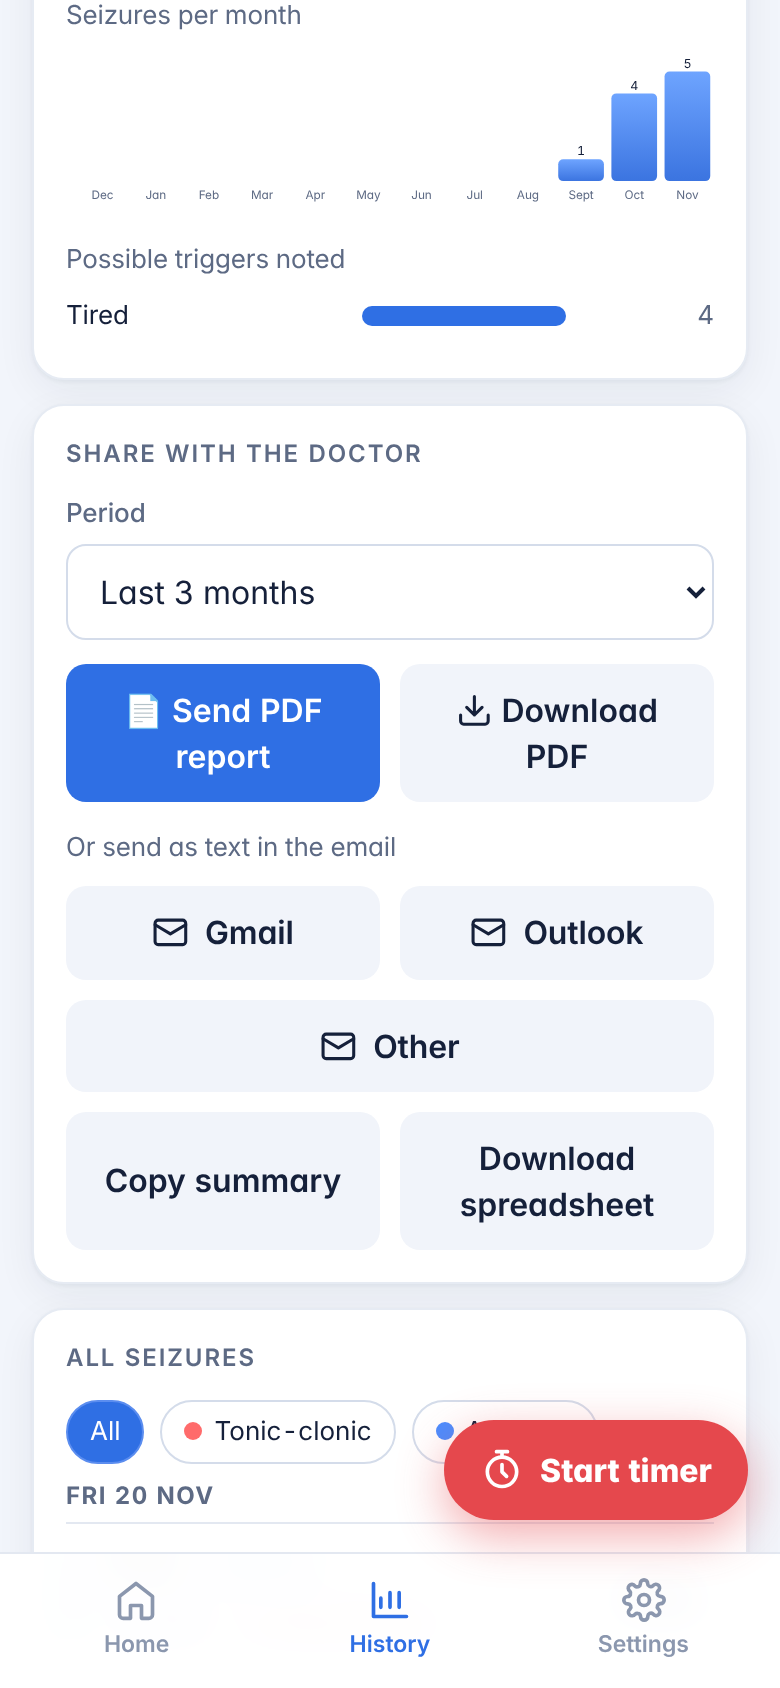 Seizures per month
5
4
1
Dec Jan Feb Mar Apr May Jun Jul Aug Sept Oct Nov
Possible triggers noted
Tired 4
SHARE WITH THE DOCTOR
Period
Last 3 months
Send PDF
report
Download
PDF
Or send as text in the email
Gmail
Outlook
Other
Copy summary
Download
spreadsheet
ALL SEIZURES
All
Tonic-clonic
Start timer
FRI 20 NOV
Home
History
Settings